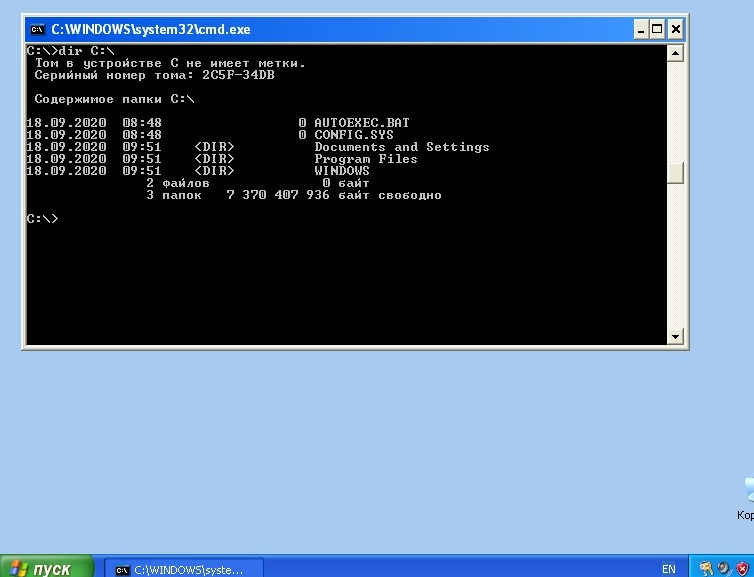 C:\WINDOWS\system32\cmd.exe
C:\>dir C:\
Том в устройстве C не имеет метки.
Серийный номер тома: 2C5F-34DB
Содержимое папки C:\
18.09.2020 08:48 0 AUTOEXEC.BAT
18.09.2020 08:48 0 CONFIG.SYS
18.09.2020 09:51 <DIR> Documents and Settings
18.09.2020 09:51 <DIR> Program Files
18.09.2020 09:51 <DIR> WINDOWS
2 файлов 0 байт
3 папок 7 370 407 936 байт свободно
C:\>
Кор
пуск
C:\WINDOWS\syste...
EN